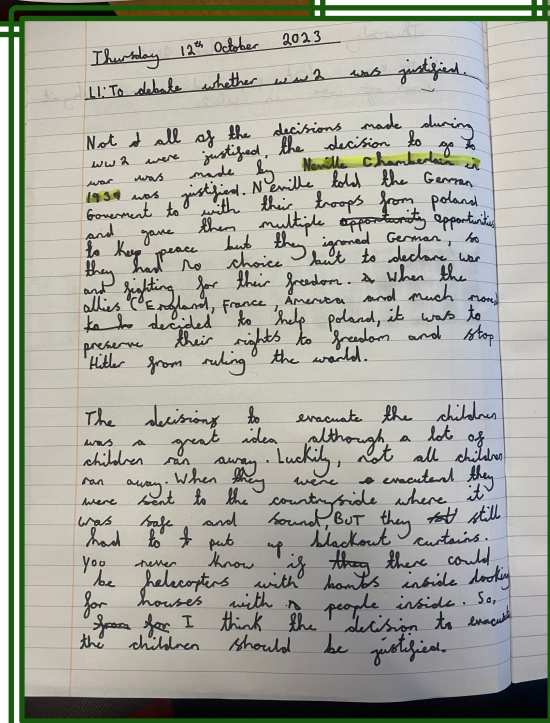 Thursday 12th October 2023
L1: To debate whether ww2 was justified.
Not all of the decisions made during
ww2 were justifed, the decision to go to
war was made by Neville Chamberlain in
1939 was justified. Neville told the German
Goverment to with their troops from poland
and gave them multiple opportunity opportunities
to keep peace but they ignored German, so
they had no choice but to declare war
and fighting for their freedom. When the
allies (England, France, America and much more)
decided to help poland, it was to
preserve their rights to freedom and stop
Hitler from ruling the world.
The decision to evacuate the children
was a great idea although a lot of
children ran away. Luckily, not all children
ran away. When they were evacuted they
were sent to the countryside where it
was safe and sound, BUT they still
had to put up blackout curtains.
You never know if they there could
be helecopters with bombs inside looking
for houses with people inside. So,
for I think the decision to evacuate
the children should be justified.